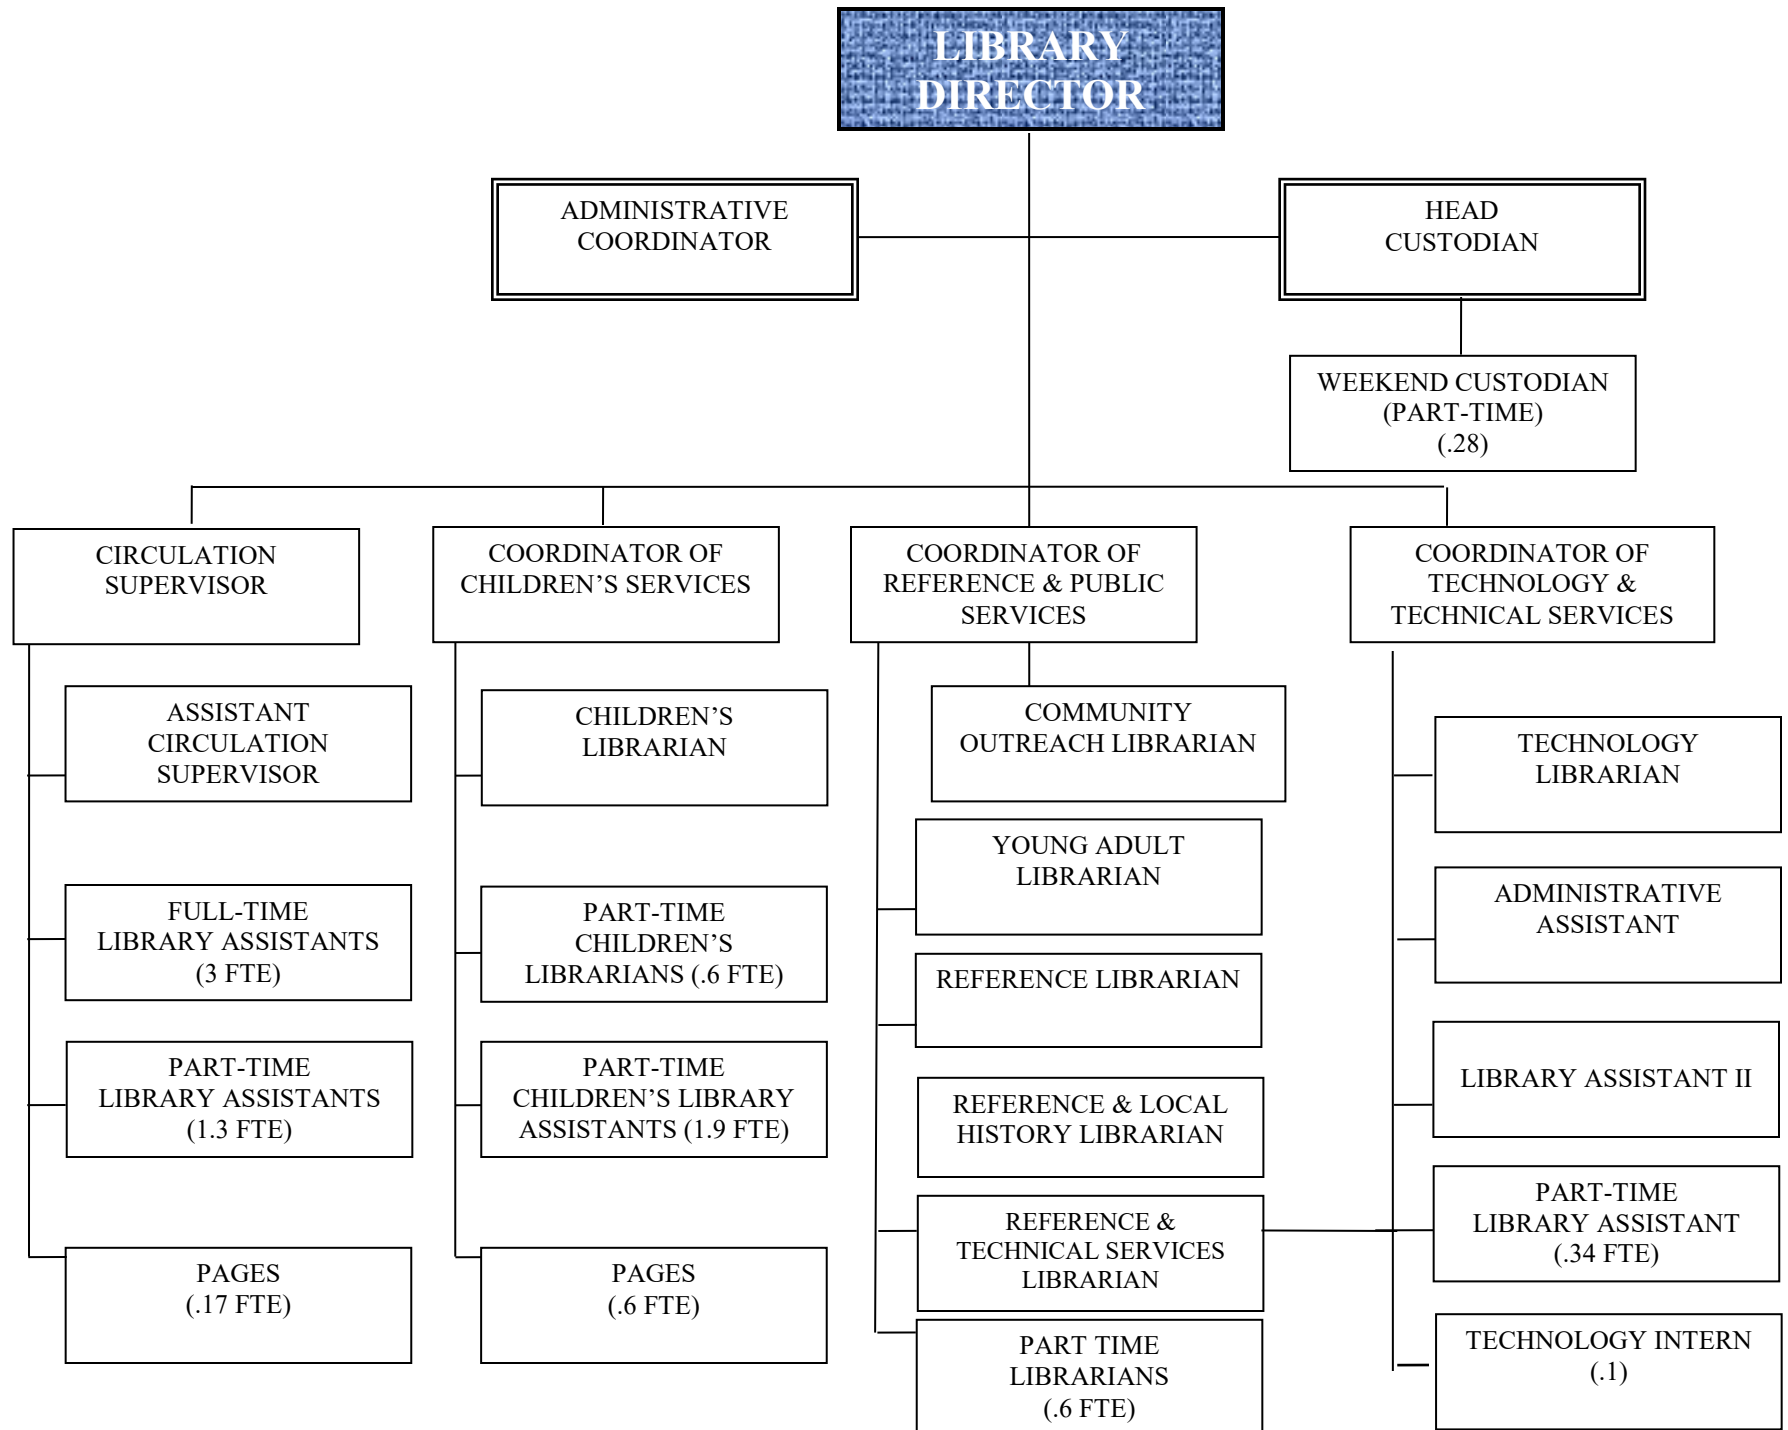 LIBRARY
DIRECTOR
ADMINISTRATIVE
COORDINATOR
HEAD
CUSTODIAN
WEEKEND CUSTODIAN
(PART-TIME)
(.28)
CIRCULATION
SUPERVISOR
COORDINATOR OF
CHILDREN’S SERVICES
COORDINATOR OF
REFERENCE & PUBLIC
SERVICES
COORDINATOR OF
TECHNOLOGY &
TECHNICAL SERVICES
ASSISTANT
CIRCULATION
SUPERVISOR
FULL-TIME
LIBRARY ASSISTANTS
(3 FTE)
PART-TIME
LIBRARY ASSISTANTS
(1.3 FTE)
PAGES
(.17 FTE)
CHILDREN’S
LIBRARIAN
PART-TIME
CHILDREN’S
LIBRARIANS (.6 FTE)
PART-TIME
CHILDREN’S LIBRARY
ASSISTANTS (1.9 FTE)
PAGES
(.6 FTE)
COMMUNITY
OUTREACH LIBRARIAN
YOUNG ADULT
LIBRARIAN
REFERENCE LIBRARIAN
REFERENCE & LOCAL
HISTORY LIBRARIAN
REFERENCE &
TECHNICAL SERVICES
LIBRARIAN
PART TIME
LIBRARIANS
(.6 FTE)
TECHNOLOGY
LIBRARIAN
ADMINISTRATIVE
ASSISTANT
LIBRARY ASSISTANT II
PART-TIME
LIBRARY ASSISTANT
(.34 FTE)
TECHNOLOGY INTERN
(.1)